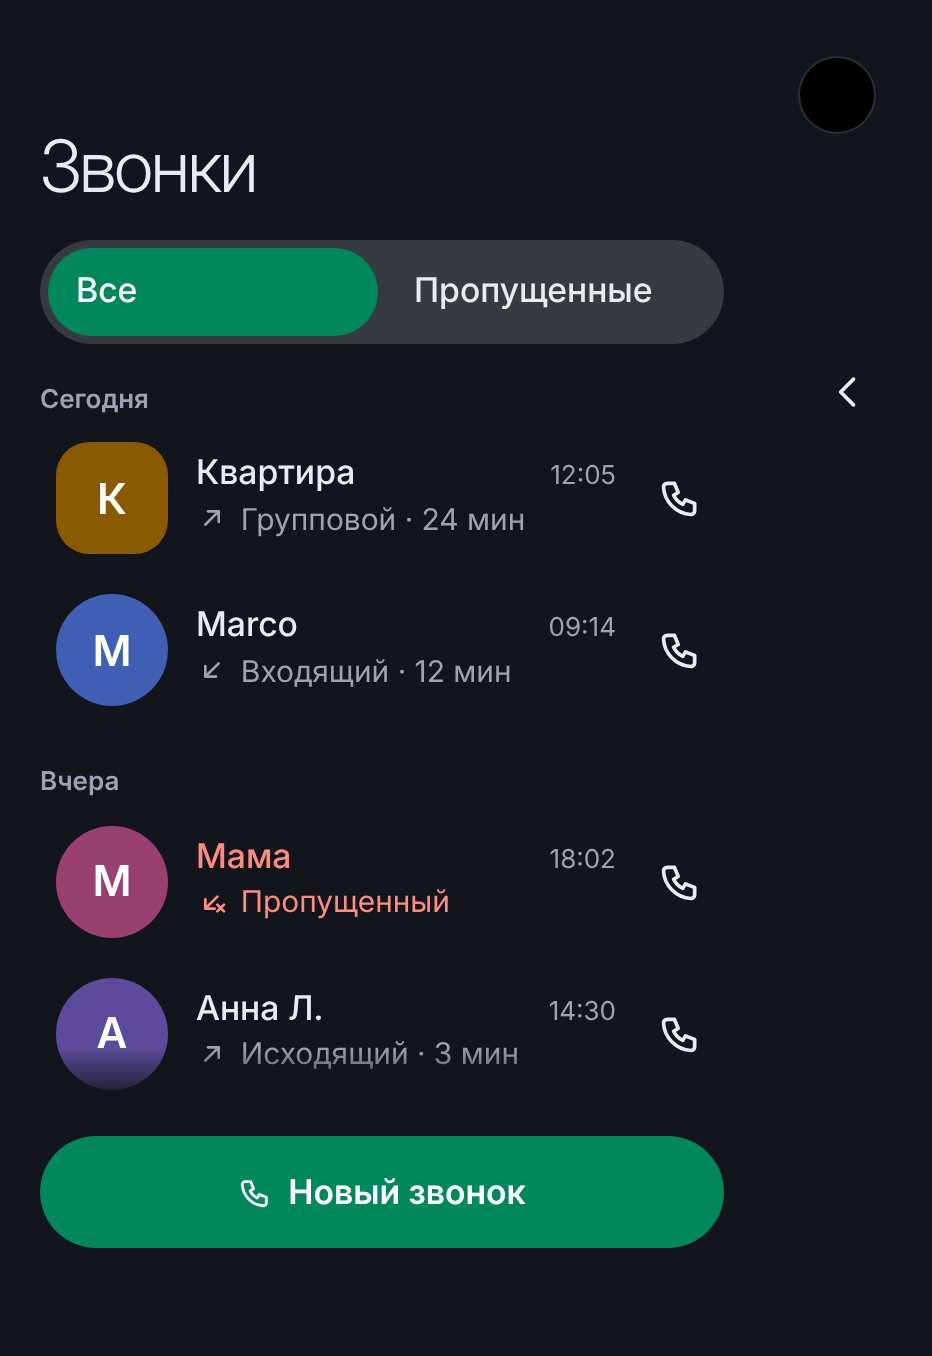 Звонки
Все
Пропущенные
Сегодня
К
Квартира
12:05
Групповой · 24 мин
M
Marco
09:14
Входящий · 12 мин
Вчера
М
Мама
18:02
Пропущенный
А
Анна Л.
14:30
Исходящий · 3 мин
Новый звонок